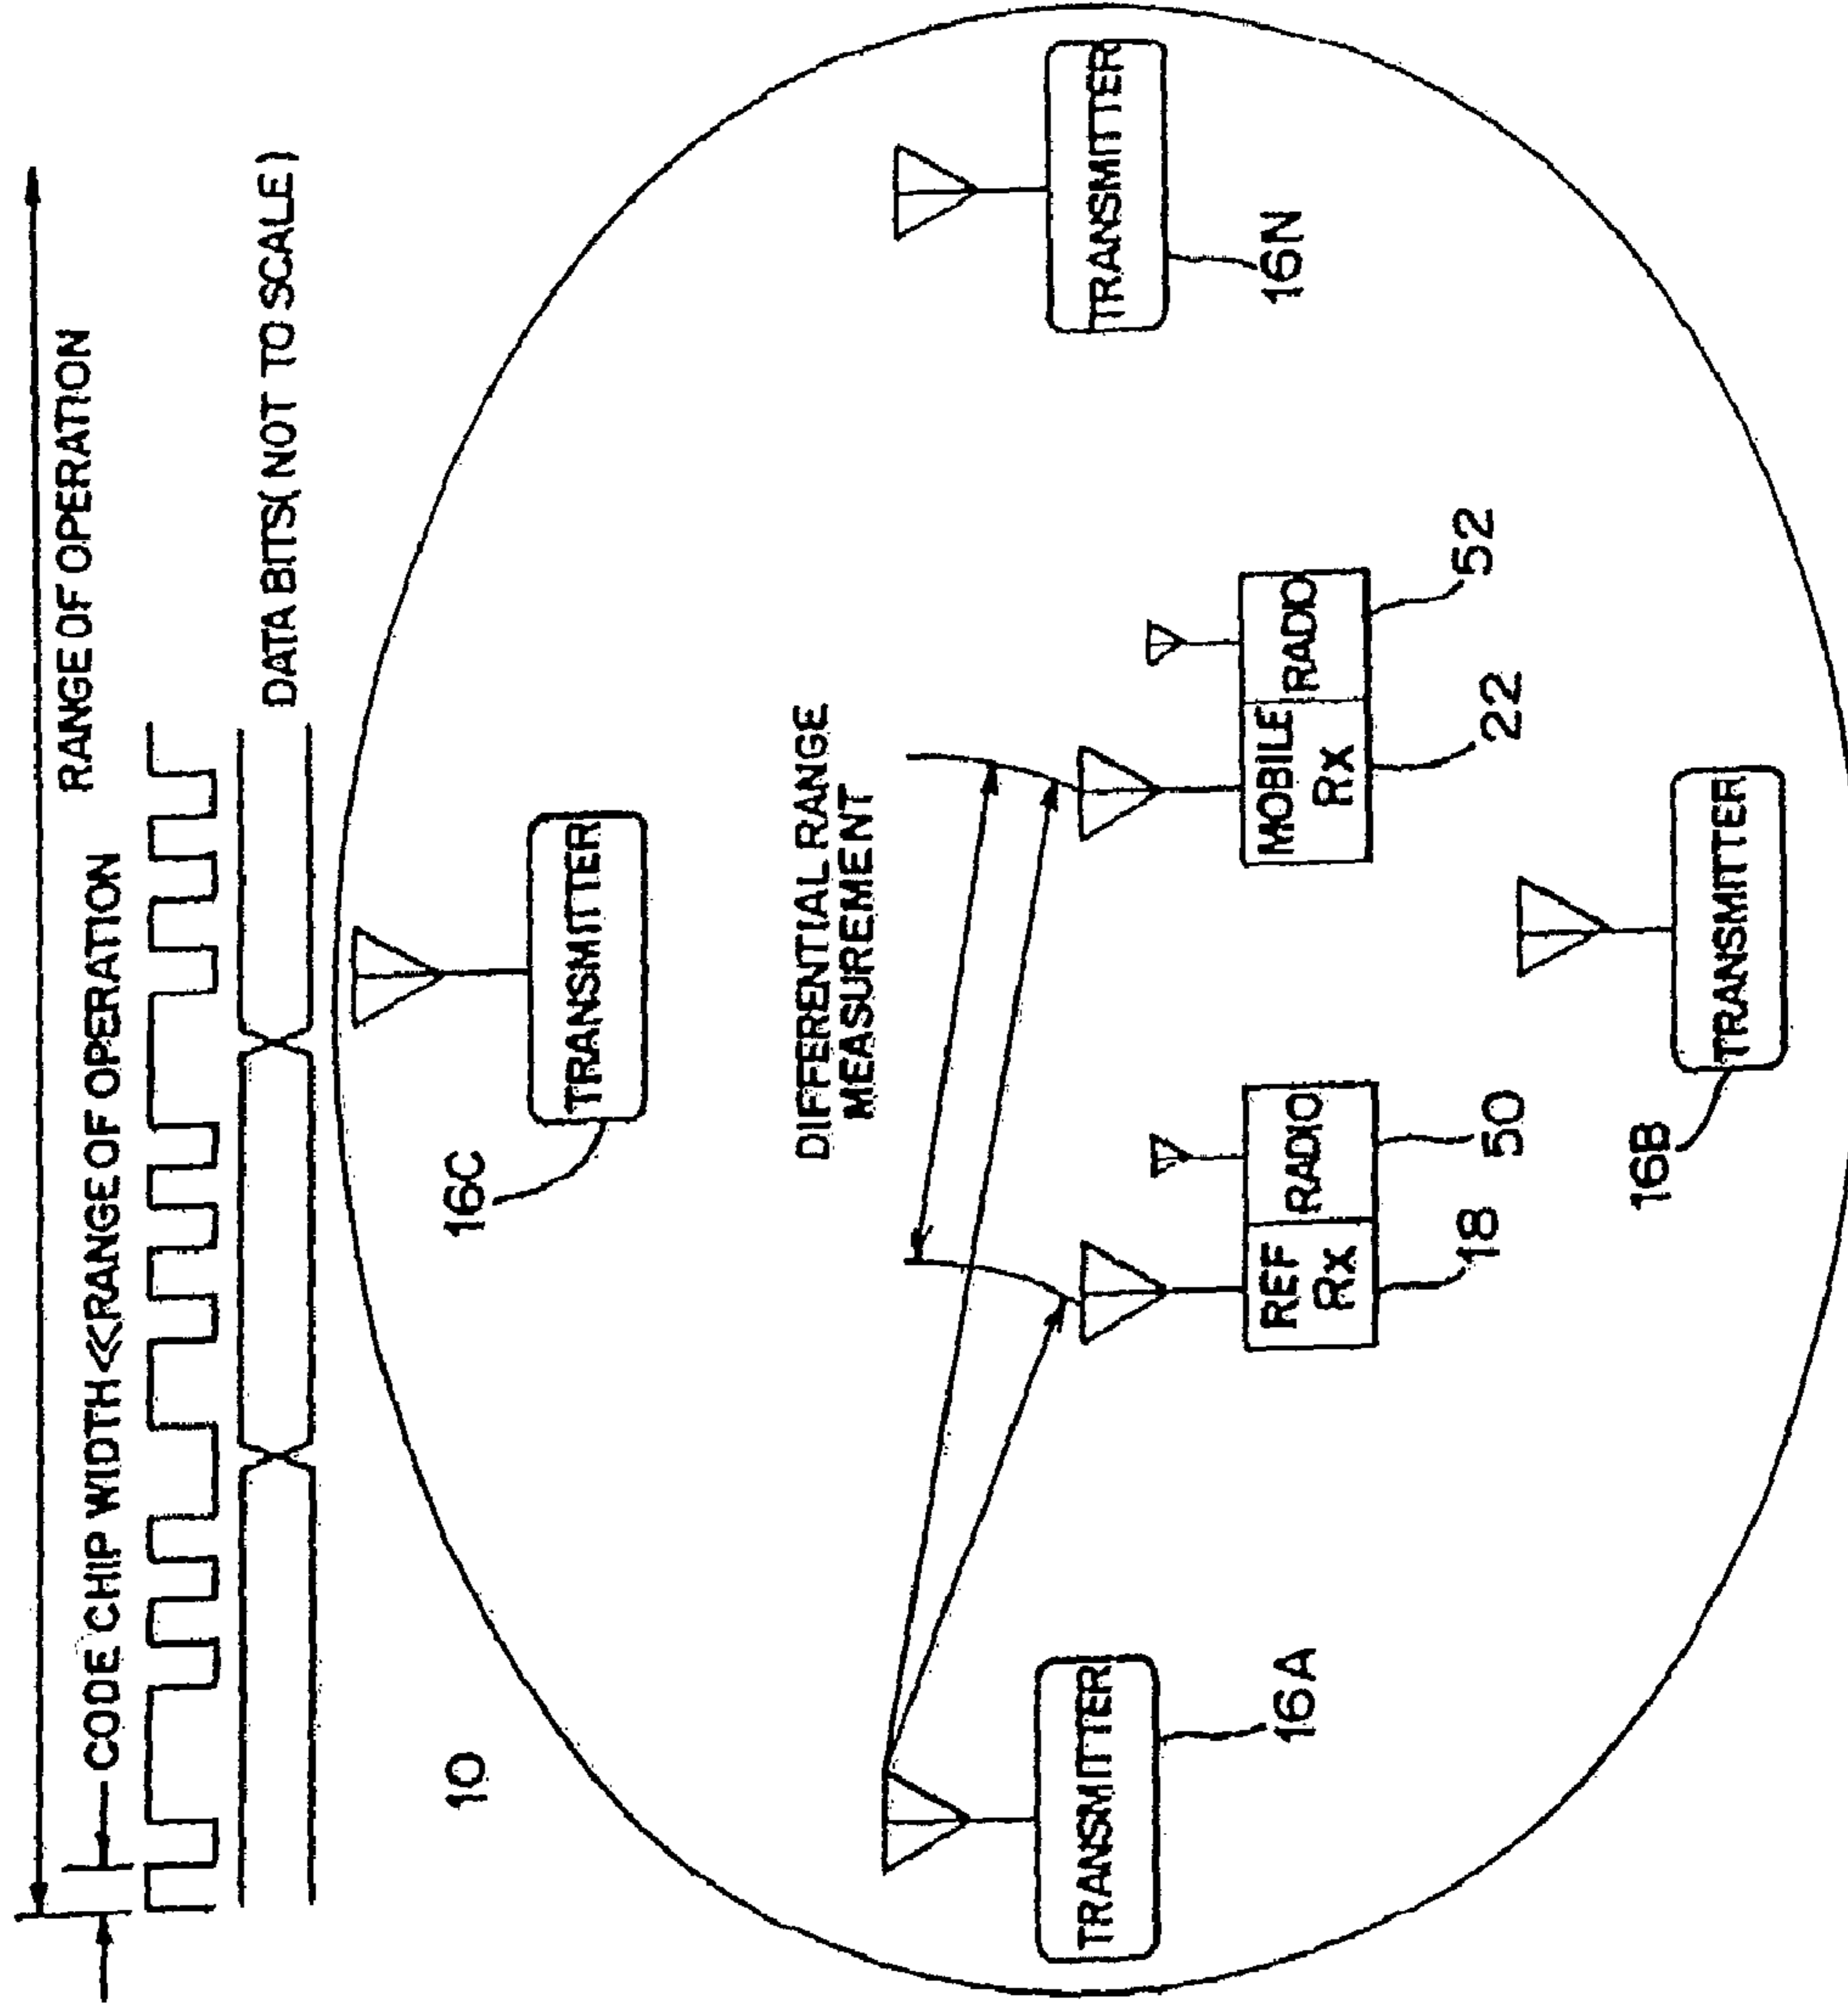 RANGE OF OPERATION
CODE CHIP WIDTH ≪ RANGE OF OPERATION
DATA BITS (NOT TO SCALE)
10
16C
TRANSMITTER
DIFFERENTIAL RANGE
MEASUREMENT
TRANSMITTER
16A
REF
Rx
RADIO
18
50
MOBILE
Rx
RADIO
22
52
TRANSMITTER
16N
16B
TRANSMITTER